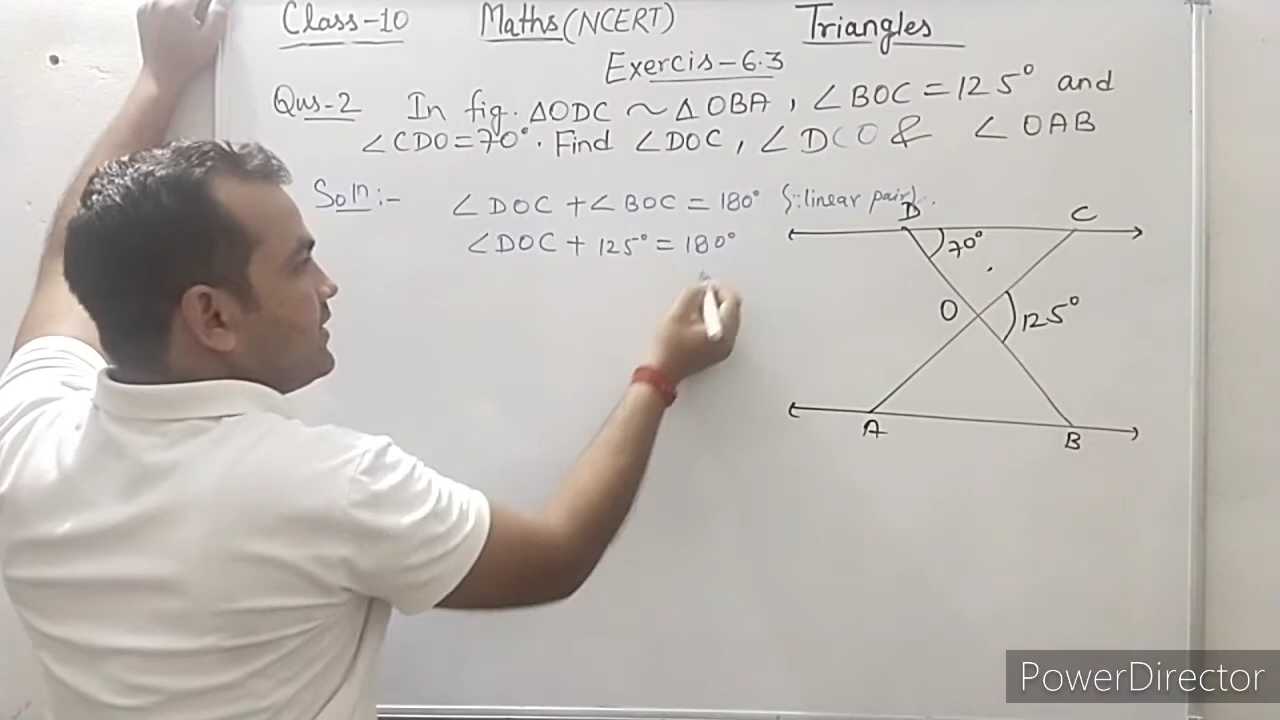 Class-10 Maths (NCERT) Triangles
Exercis-6.3
Qus-2 In fig. △ODC ~ △OBA, ∠BOC = 125° and
∠CDO = 70°. Find ∠DOC, ∠DCO & ∠OAB
Soln:- ∠DOC + ∠BOC = 180° {∵linear pair}.
∠DOC + 125° = 180°
D C
70°
O 125°
A B
PowerDirector